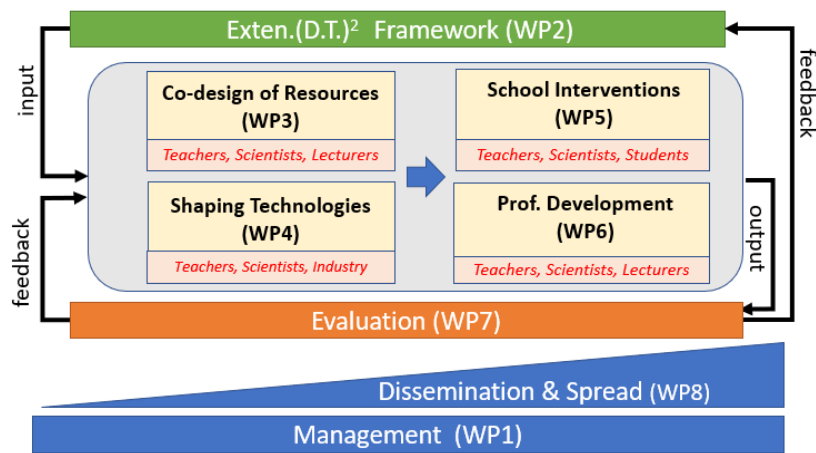 Exten.(D.T.)² Framework (WP2)
input
feedback
Co-design of Resources
(WP3)
Teachers, Scientists, Lecturers
School Interventions
(WP5)
Teachers, Scientists, Students
Shaping Technologies
(WP4)
Teachers, Scientists, Industry
Prof. Development
(WP6)
Teachers, Scientists, Lecturers
feedback
output
Evaluation (WP7)
Dissemination & Spread (WP8)
Management (WP1)